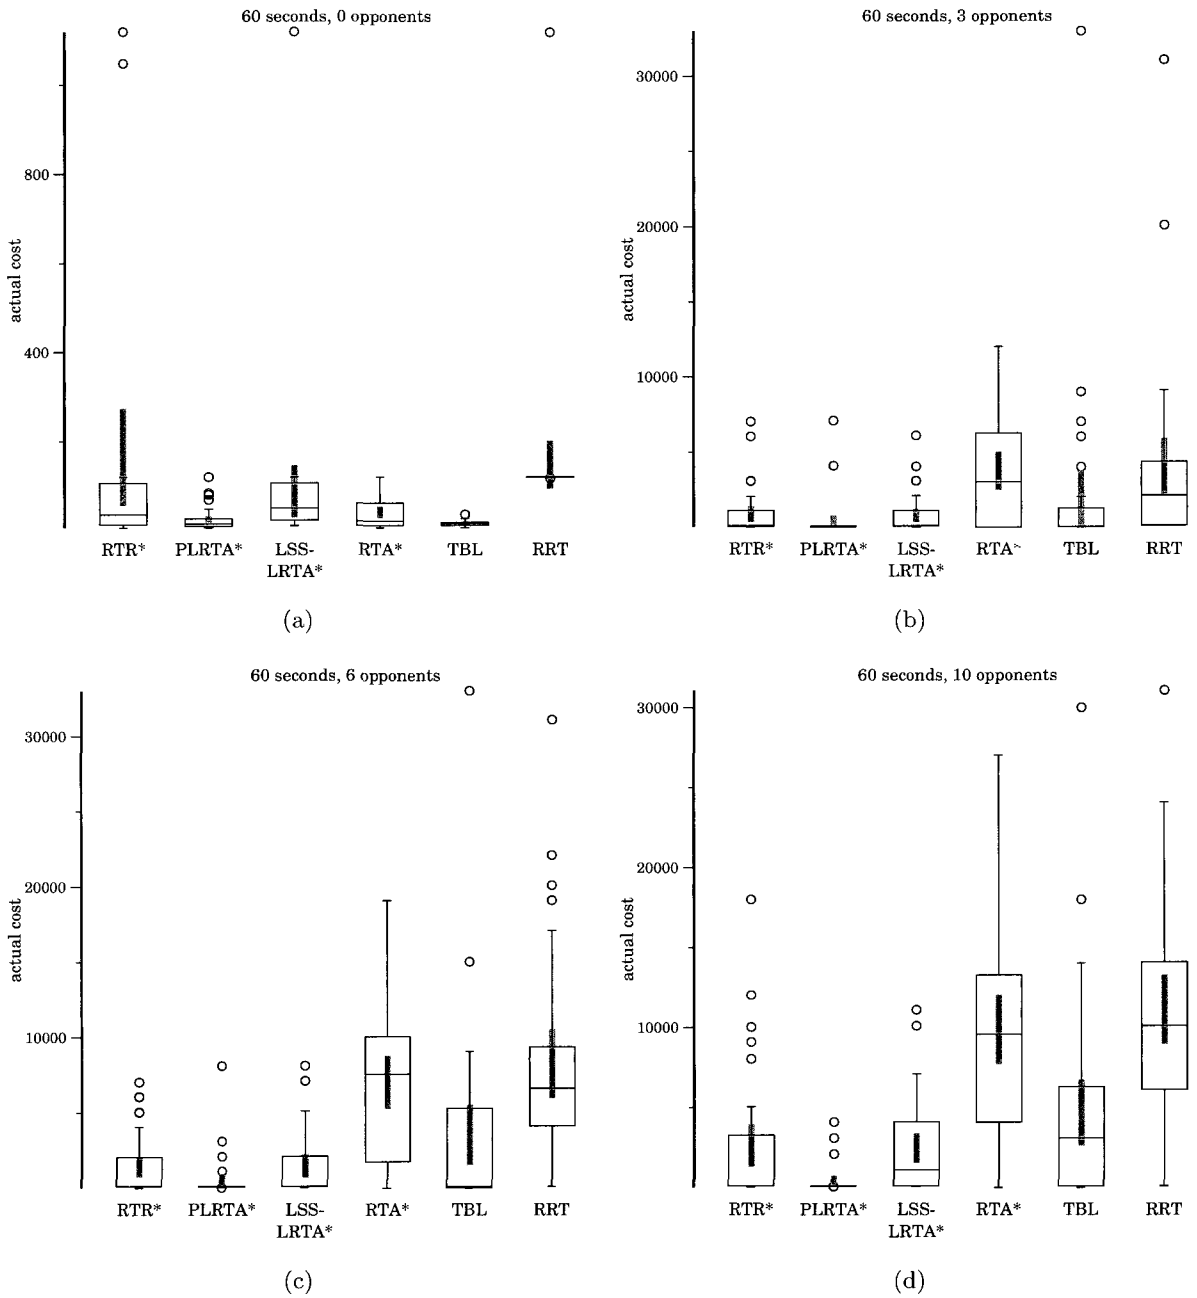 60 seconds, 0 opponents
800
400
actual cost
RTR* PLRTA* LSS-LRTA* RTA* TBL RRT
(a)
60 seconds, 3 opponents
30000
20000
10000
actual cost
RTR* PLRTA* LSS-LRTA* RTA* TBL RRT
(b)
60 seconds, 6 opponents
30000
20000
10000
actual cost
RTR* PLRTA* LSS-LRTA* RTA* TBL RRT
(c)
60 seconds, 10 opponents
30000
20000
10000
actual cost
RTR* PLRTA* LSS-LRTA* RTA* TBL RRT
(d)